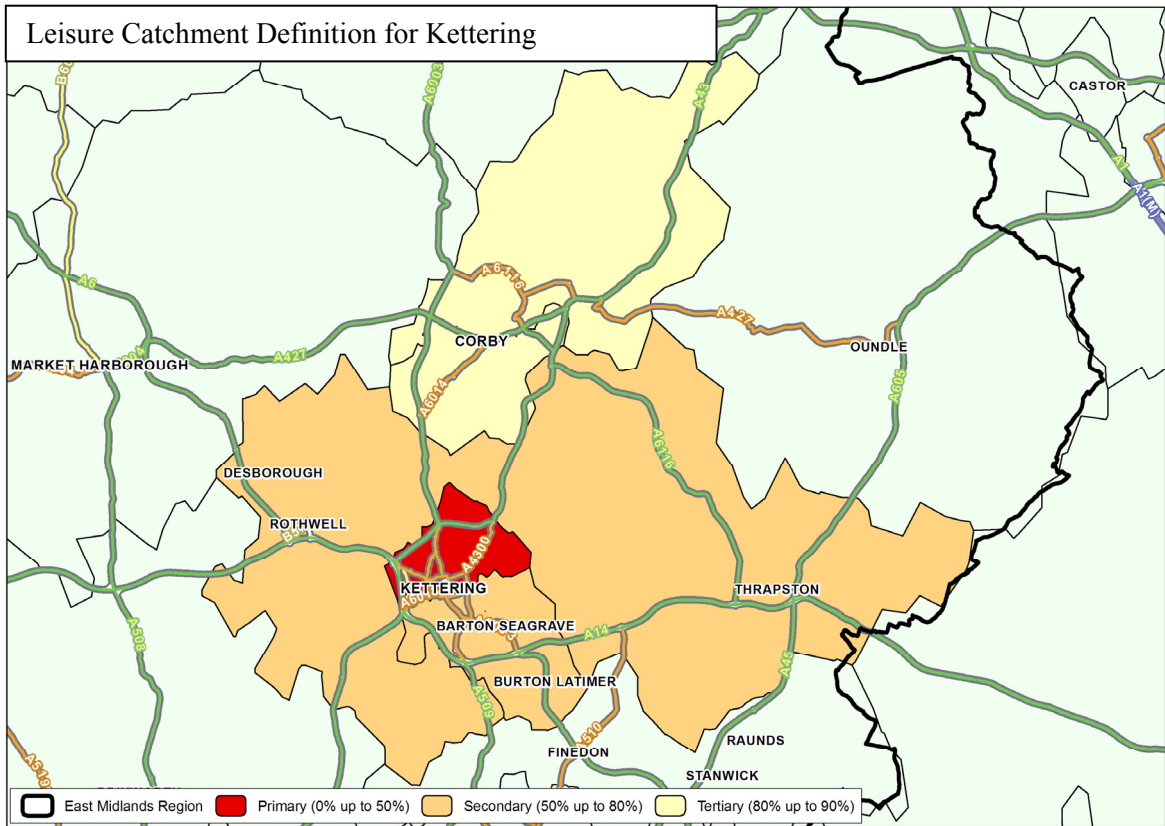 Leisure Catchment Definition for Kettering
A6003
A43
CASTOR
A1
A1(M)
A6
A6116
A427
CORBY
OUNDLE
MARKET HARBOROUGH
A427
A605
A6014
A6116
DESBOROUGH
ROTHWELL
A4300
KETTERING
THRAPSTON
BARTON SEAGRAVE
A14
A508
A45
BURTON LATIMER
A509
A510
RAUNDS
FINEDON
STANWICK
A519
East Midlands Region
Primary (0% up to 50%)
Secondary (50% up to 80%)
Tertiary (80% up to 90%)